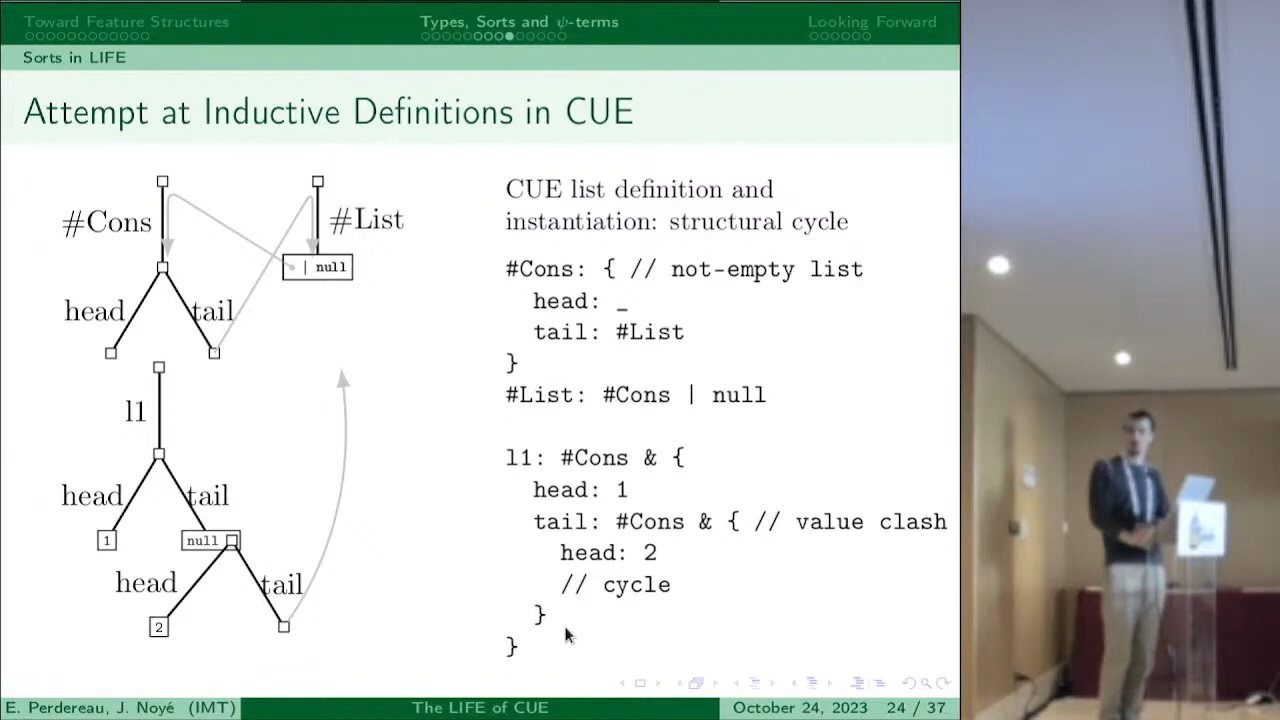 Toward Feature Structures
Types, Sorts and ψ-terms
Looking Forward
Sorts in LIFE
Attempt at Inductive Definitions in CUE
#Cons
#List
| null
head
tail
l1
head
tail
1
null
head
tail
2
CUE list definition and
instantiation: structural cycle
#Cons: { // not-empty list
head: _
tail: #List
}
#List: #Cons | null
l1: #Cons & {
head: 1
tail: #Cons & { // value clash
head: 2
// cycle
}
}
E. Perdereau, J. Noyé (IMT)
The LIFE of CUE
October 24, 2023
24 / 37